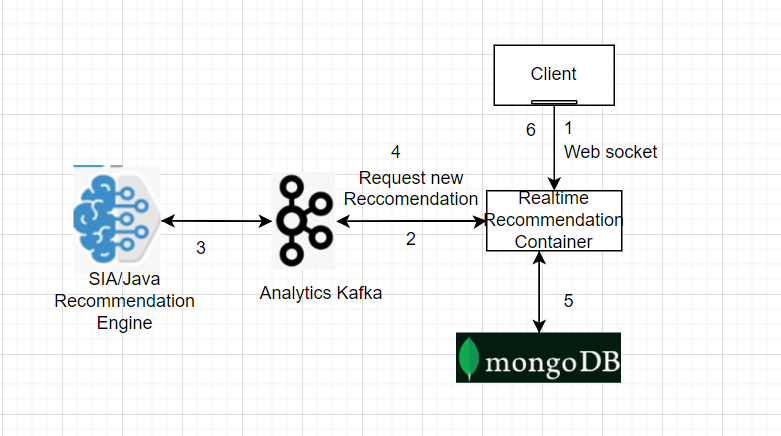 Client
6
1
Web socket
4
Request new
Reccomendation
2
Realtime
Recommendation
Container
3
SIA/Java
Recommendation
Engine
Analytics Kafka
5
mongoDB